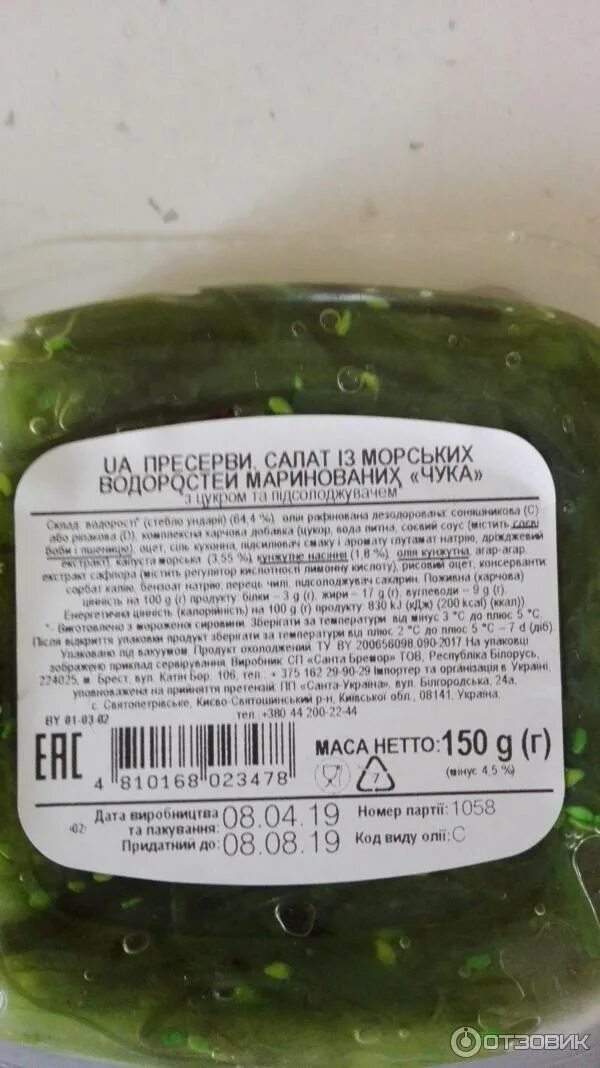 UA ПРЕСЕРВИ. САЛАТ ІЗ МОРСЬКИХ
ВОДОРОСТЕЙ МАРИНОВАНИХ «ЧУКА»
"з цукром та підсолоджувачем"
Склад: водорості* (стебло ундарії) (64,4 %), олія рафінована дезодорована: соняшникова (С)
або ріпакова (D), комплексна харчова добавка (цукор, вода питна, соєвий соус (містить соєві
боби і пшеницю), оцет, сіль кухонна, підсилювач смаку і аромату глутамат натрію, дріжджевий
екстракт), капуста морська (3,55 %), кунжутне насіння (1,8 %), олія кунжутна, агар-агар,
екстракт сафлора (містить регулятор кислотності лимонну кислоту), рисовий оцет, консерванти:
сорбат калію, бензоат натрію, перець чилі, підсолоджувач сахарин. Поживна (харчова)
цінність на 100 g (г) продукту: білки – 3 g (г), жири – 17 g (г), вуглеводи – 9 g (г).
Енергетична цінність (калорійність) на 100 g (г) продукту: 830 kJ (кДж) (200 kcal (ккал)).
*- Виготовлено з мороженої сировини. Зберігати за температури від мінус 3 °С до плюс 5 °С.
Після відкриття упаковки продукт зберігати за температури від плюс 2 °С до плюс 5 °С – 7 d (діб).
Упаковано під вакуумом. Продукт охолоджений. ТУ BY 200656098.090-2017 На упаковці
зображено приклад сервірування. Виробник: СП «Санта Бремор» ТОВ, Республіка Білорусь,
224025, м. Брест, вул. Катін Бор, 106, тел.: + 375 162 29-90-29 Імпортер та організація в Україні,
уповноважена на прийняття претензій: ПП «Санта-Україна», вул. Білгородська, 24а,
с. Святопетрівське, Києво-Святошинський р-н, Київської обл., 08141, Україна,
тел. +380 44 200-22-44
BY 01-03-02
EAC
4 810168 023478
МАСА НЕТТО: 150 g (г)
(мінус 4,5 %)
7
‹02›
Дата виробництва
та пакування: 08.04.19
Номер партії: 1058
Придатний до: 08.08.19
Код виду олії: С
ОТЗОВИК